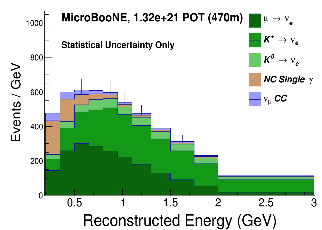 MicroBooNE, 1.32e+21 POT (470m)
Statistical Uncertainty Only
μ → νe
K+ → νe
K0 → νe
NC Single γ
νμ CC
Events / GeV
1000
800
600
400
200
0
0.5 1 1.5 2 2.5 3
Reconstructed Energy (GeV)